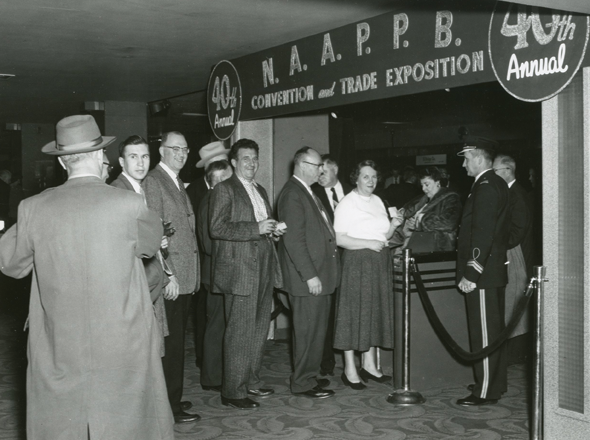 40th
Annual
N. A. A. P. P. B.
CONVENTION and TRADE EXPOSITION
40th
Annual